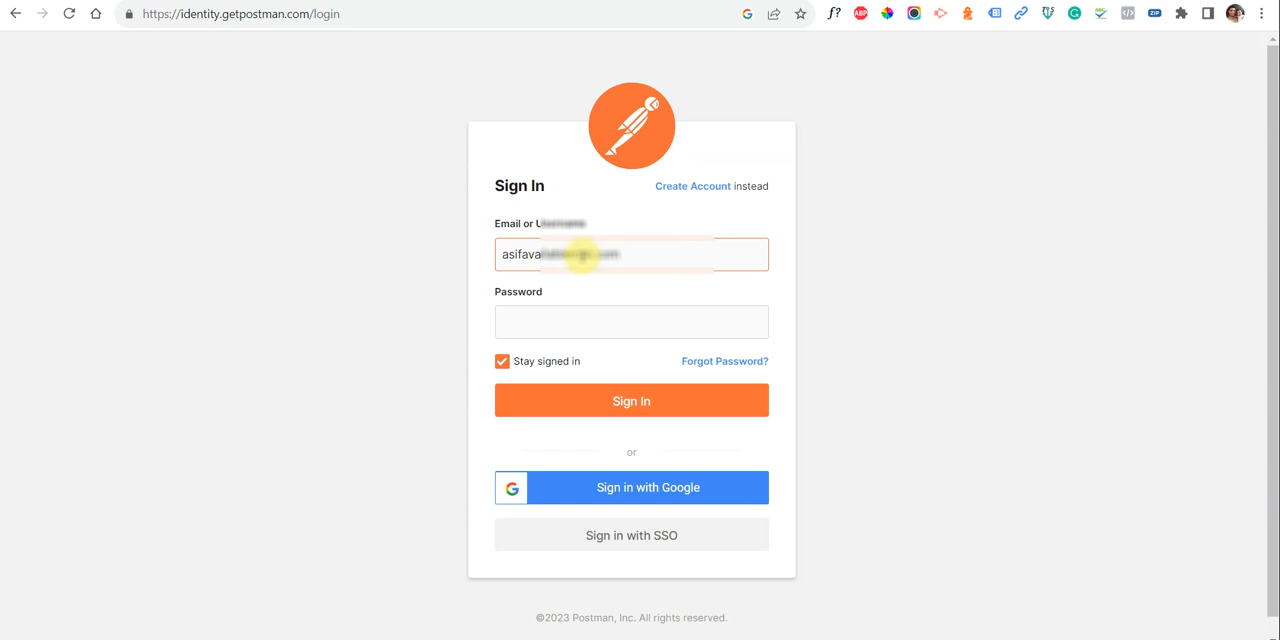 https://identity.getpostman.com/login
Sign In
Create Account instead
Email or
Password
Stay signed in
Forgot Password?
Sign In
or
Sign in with Google
Sign in with SSO
©2023 Postman, Inc. All rights reserved.